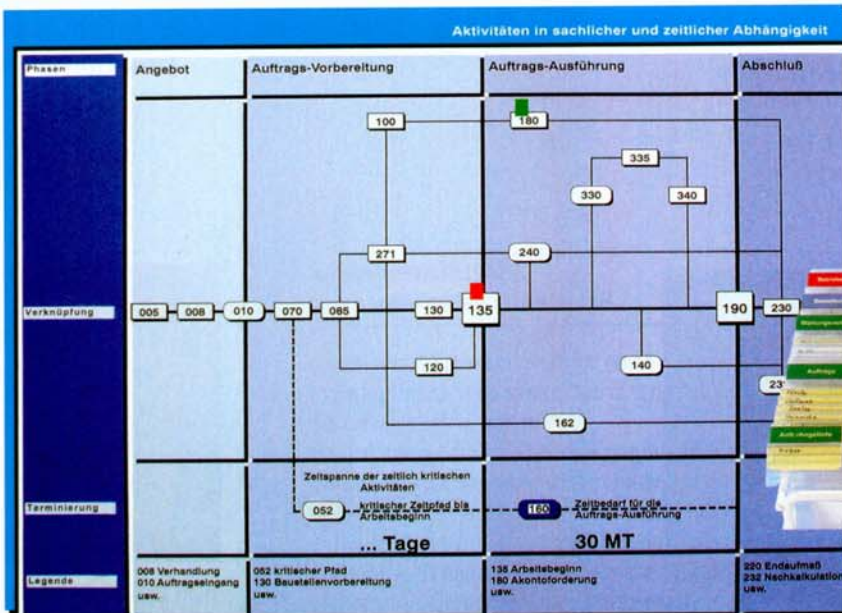 Aktivitäten in sachlicher und zeitlicher Abhängigkeit
Phasen
Angebot
Auftrags-Vorbereitung
Auftrags-Ausführung
Abschluß
100
180
335
330
340
271
240
Verknüpfung
005
008
010
070
085
130
135
190
230
120
140
162
Zeitspanne der zeitlich kritischen
Aktivitäten
Terminierung
052
kritischer Zeitpfad bis
Arbeitsbeginn
160
Zeitbedarf für die
Auftrags-Ausführung
... Tage
30 MT
Legende
008 Verhandlung
010 Auftragseingang
usw.
052 kritischer Pfad
130 Baustellenvorbereitung
usw.
135 Arbeitsbeginn
180 Akontoforderung
usw.
220 Endaufmaß
232 Nachkalkulation
usw.
Aufträge